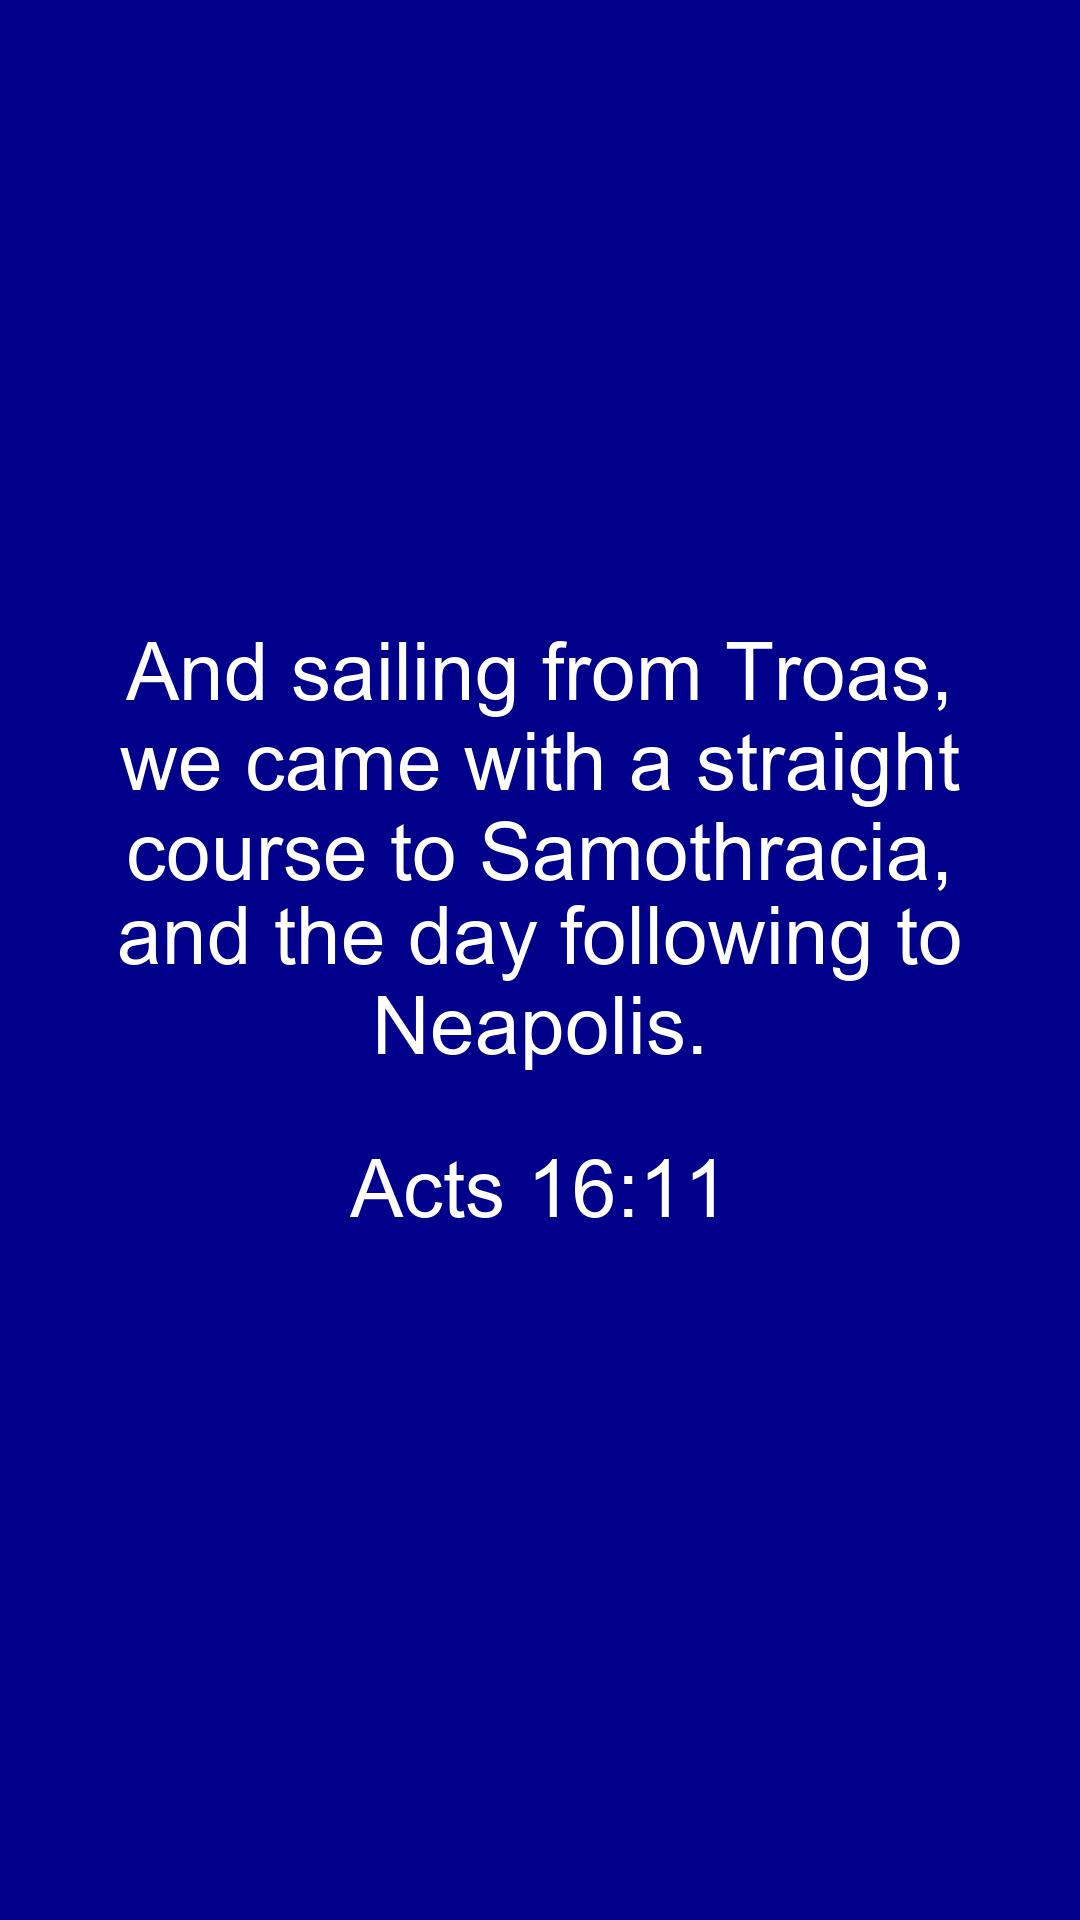 And sailing from Troas,
we came with a straight
course to Samothracia,
and the day following to
Neapolis.
Acts 16:11